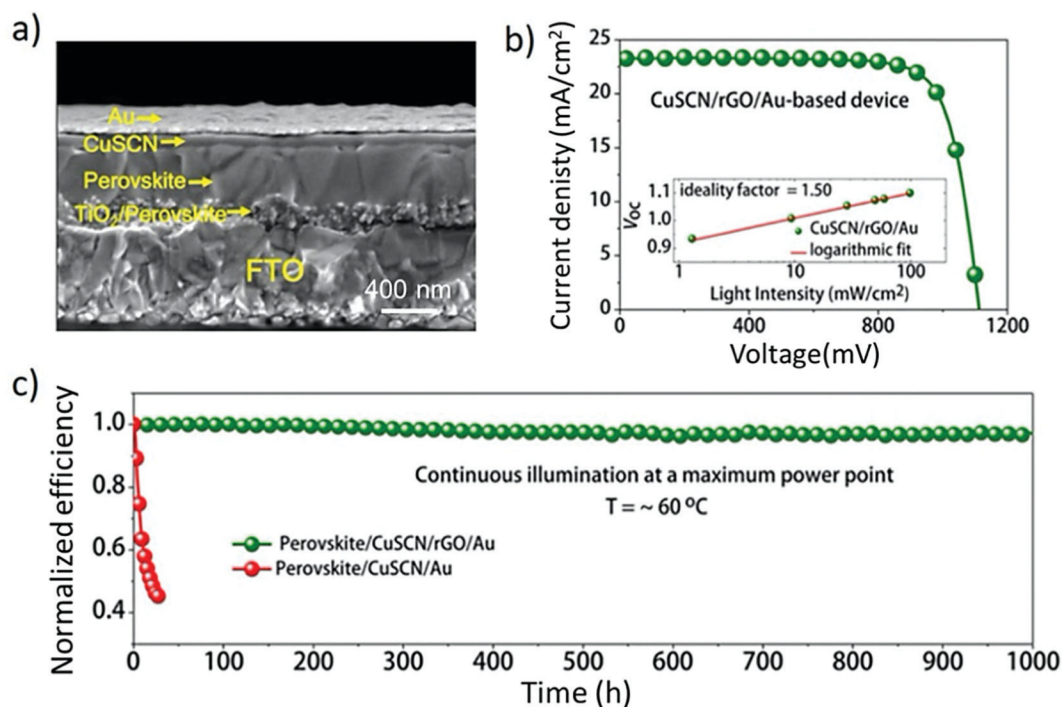 a)
Au
CuSCN
Perovskite
TiO2/Perovskite
FTO
400 nm
b)
Current denisty (mA/cm²)
25
20
15
10
5
0
CuSCN/rGO/Au-based device
Voc
1.1
1.0
0.9
ideality factor = 1.50
CuSCN/rGO/Au
logarithmic fit
1 10 100
Light Intensity (mW/cm²)
0 400 800 1200
Voltage(mV)
c)
Normalized efficiency
1.0
0.8
0.6
0.4
Continuous illumination at a maximum power point
T = ~ 60 °C
Perovskite/CuSCN/rGO/Au
Perovskite/CuSCN/Au
0 100 200 300 400 500 600 700 800 900 1000
Time (h)